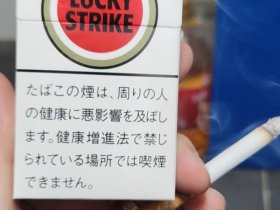 LUCKY
STRIKE
たばこの煙は、周りの人
の健康に悪影響を及ぼし
ます。健康増進法で禁じ
られている場所では喫煙
できません。